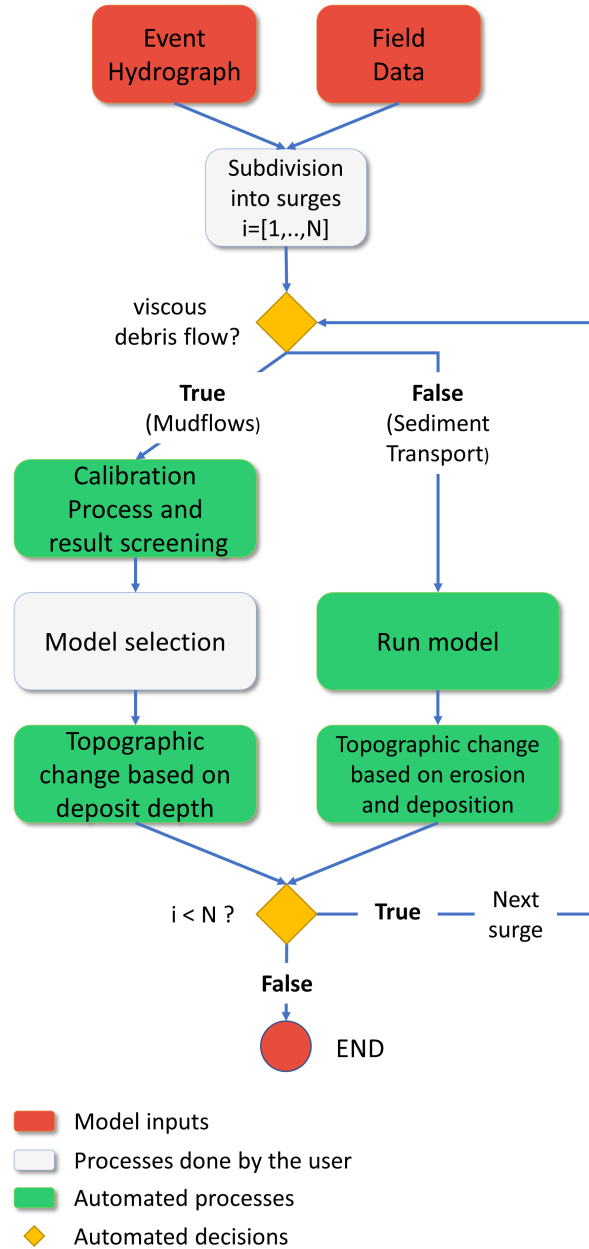 Event
Hydrograph
Field
Data
Subdivision
into surges
i=[1,..,N]
viscous
debris flow?
True
(Mudflows)
False
(Sediment
Transport)
Calibration
Process and
result screening
Model selection
Run model
Topographic
change based on
deposit depth
Topographic change
based on erosion
and deposition
i < N ?
True
Next
surge
False
END
Model inputs
Processes done by the user
Automated processes
Automated decisions